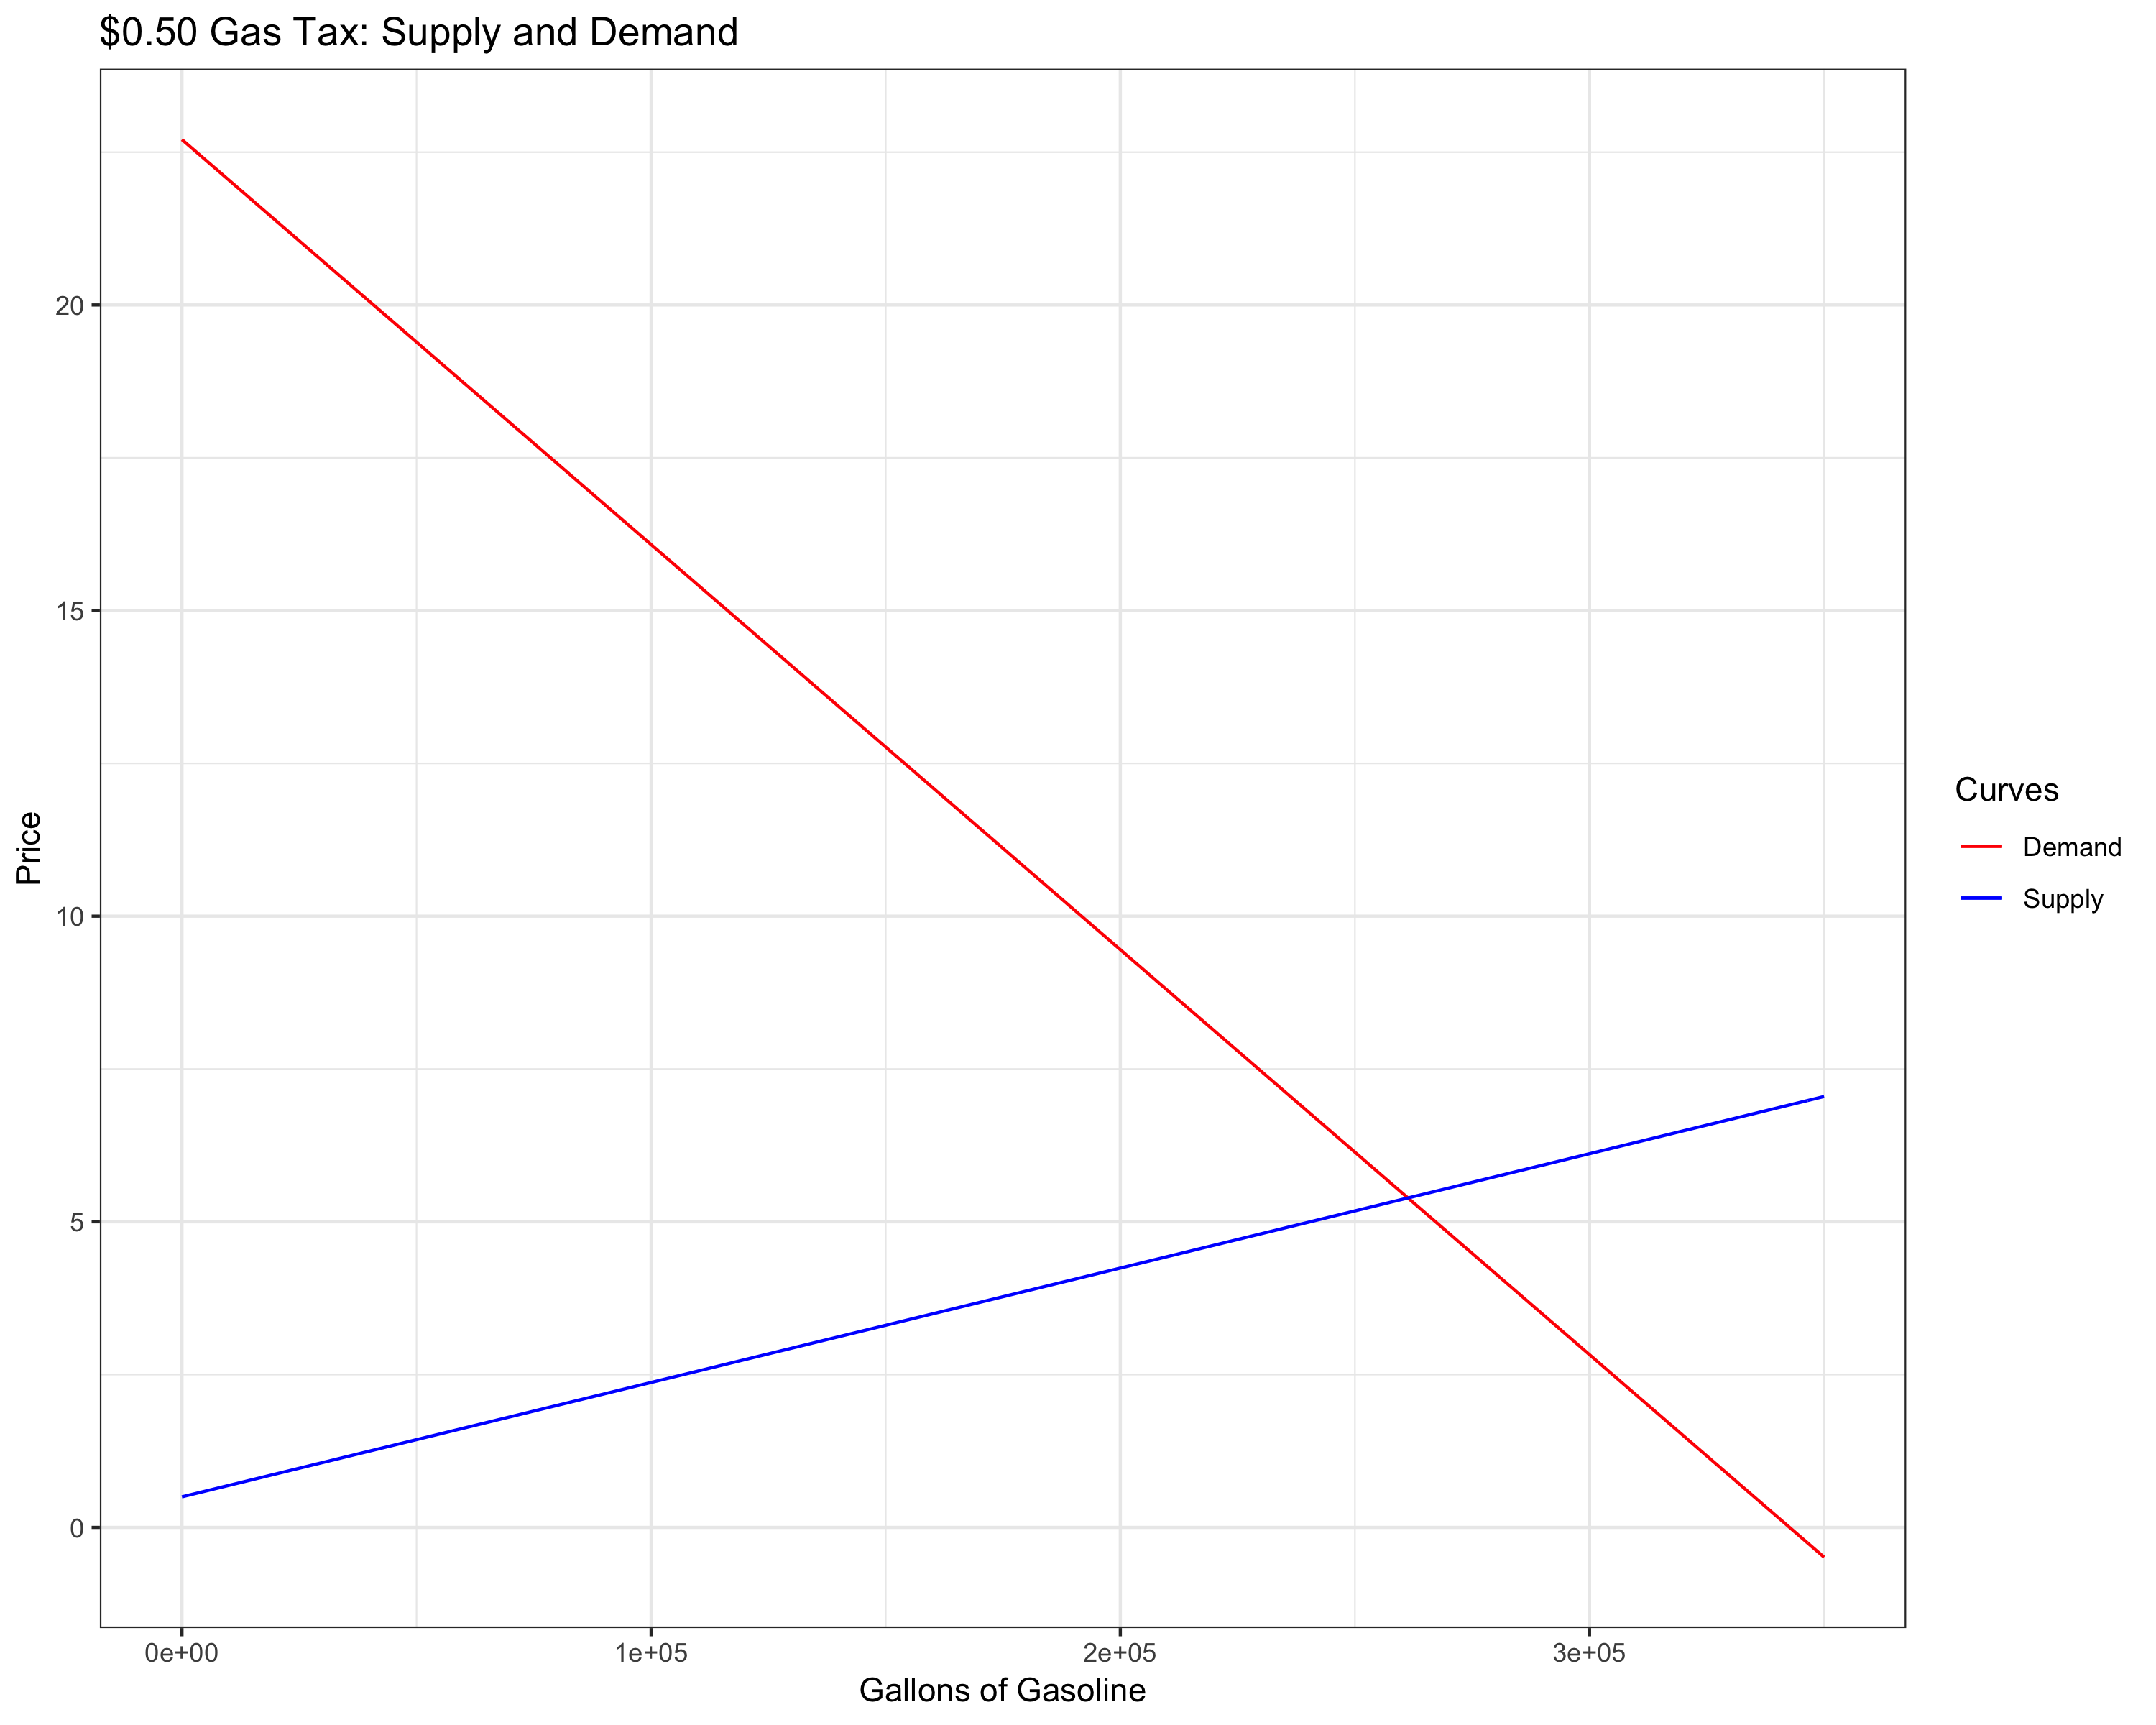 $0.50 Gas Tax: Supply and Demand
20
15
10
5
0
Price
0e+00
1e+05
2e+05
3e+05
Gallons of Gasoline
Curves
Demand
Supply